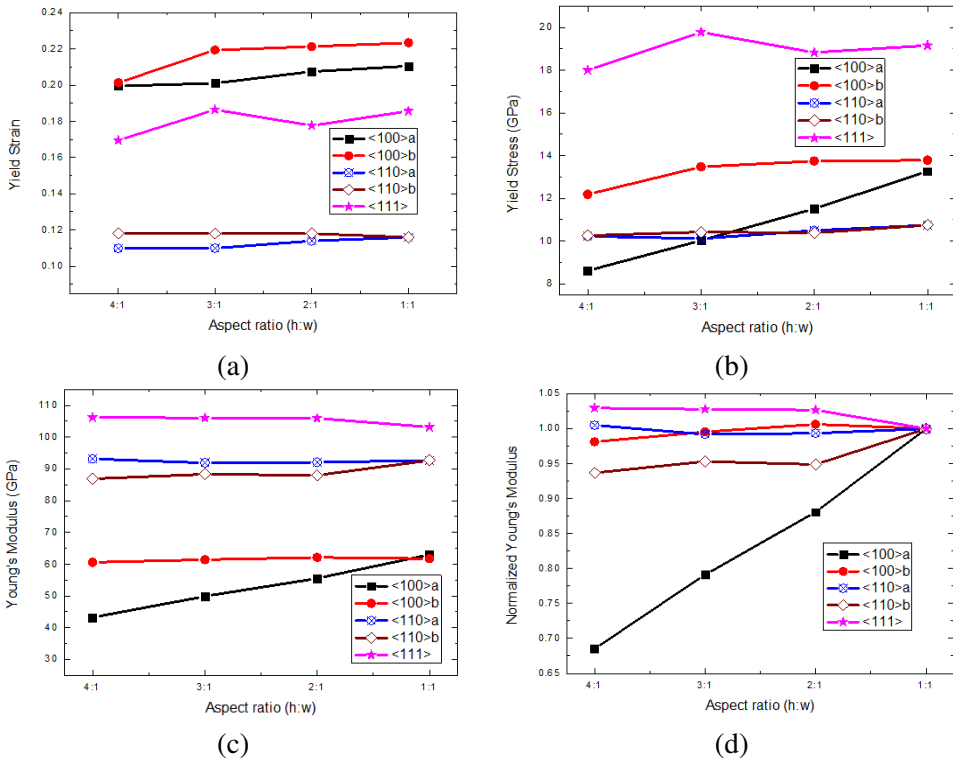 (a)
Yield Strain
0.24
0.22
0.20
0.18
0.16
0.14
0.12
0.10
4:1
3:1
2:1
1:1
Aspect ratio (h:w)
<100>a
<100>b
<110>a
<110>b
<111>
(b)
Yield Stress (GPa)
20
18
16
14
12
10
8
4:1
3:1
2:1
1:1
Aspect ratio (h:w)
<100>a
<100>b
<110>a
<110>b
<111>
(a)
(b)
Young's Modulus (GPa)
110
100
90
80
70
60
50
40
30
4:1
3:1
2:1
1:1
Aspect ratio (h:w)
<100>a
<100>b
<110>a
<110>b
<111>
(c)
Normalized Young's Modulus
1.05
1.00
0.95
0.90
0.85
0.80
0.75
0.70
0.65
4:1
3:1
2:1
1:1
Aspect ratio (h:w)
<100>a
<100>b
<110>a
<110>b
<111>
(d)